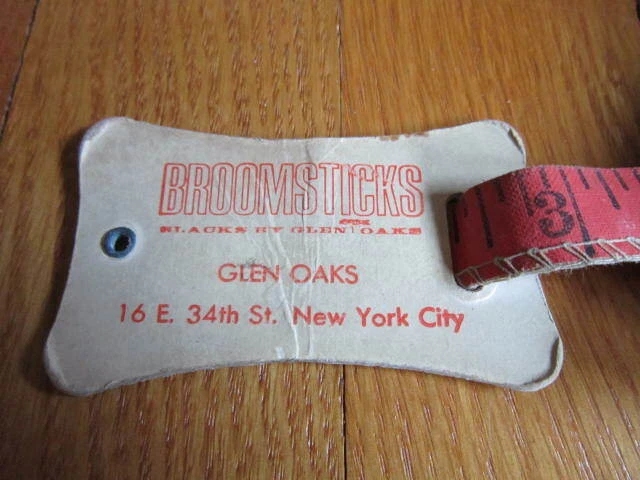 BROOMSTICKS
SLACKS BY GLEN OAKS
GLEN OAKS
16 E. 34th St. New York City
3